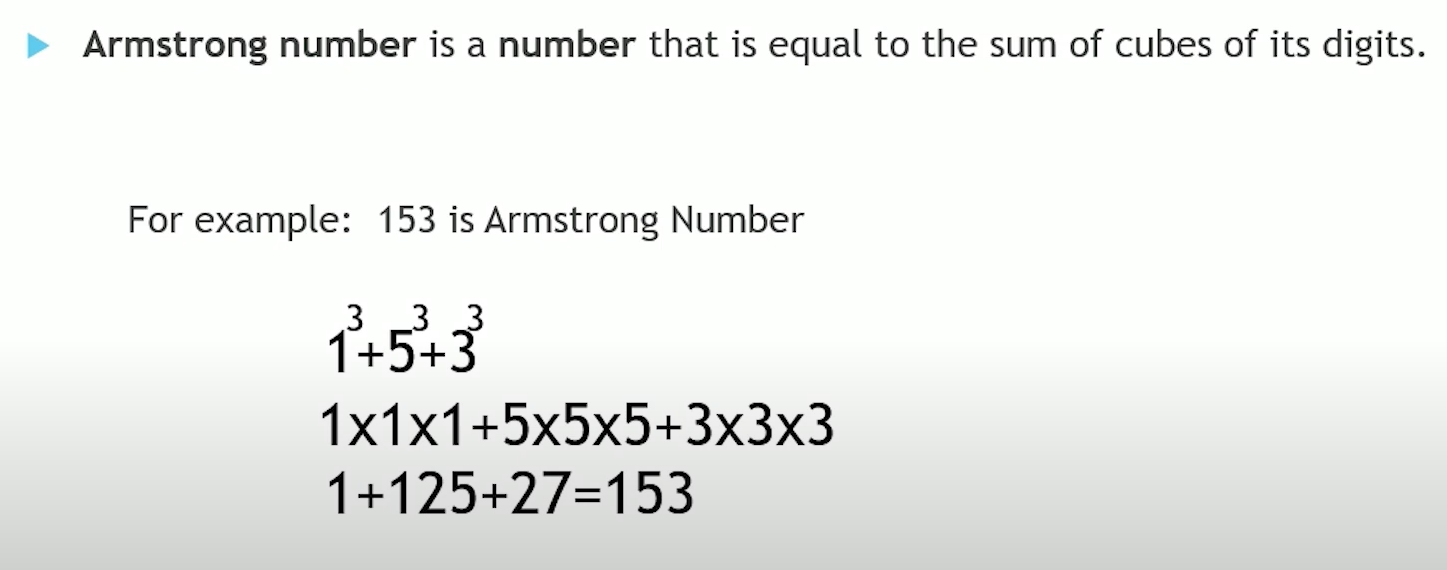 Armstrong number is a number that is equal to the sum of cubes of its digits.
For example: 153 is Armstrong Number
1³+5³+3³
1x1x1+5x5x5+3x3x3
1+125+27=153